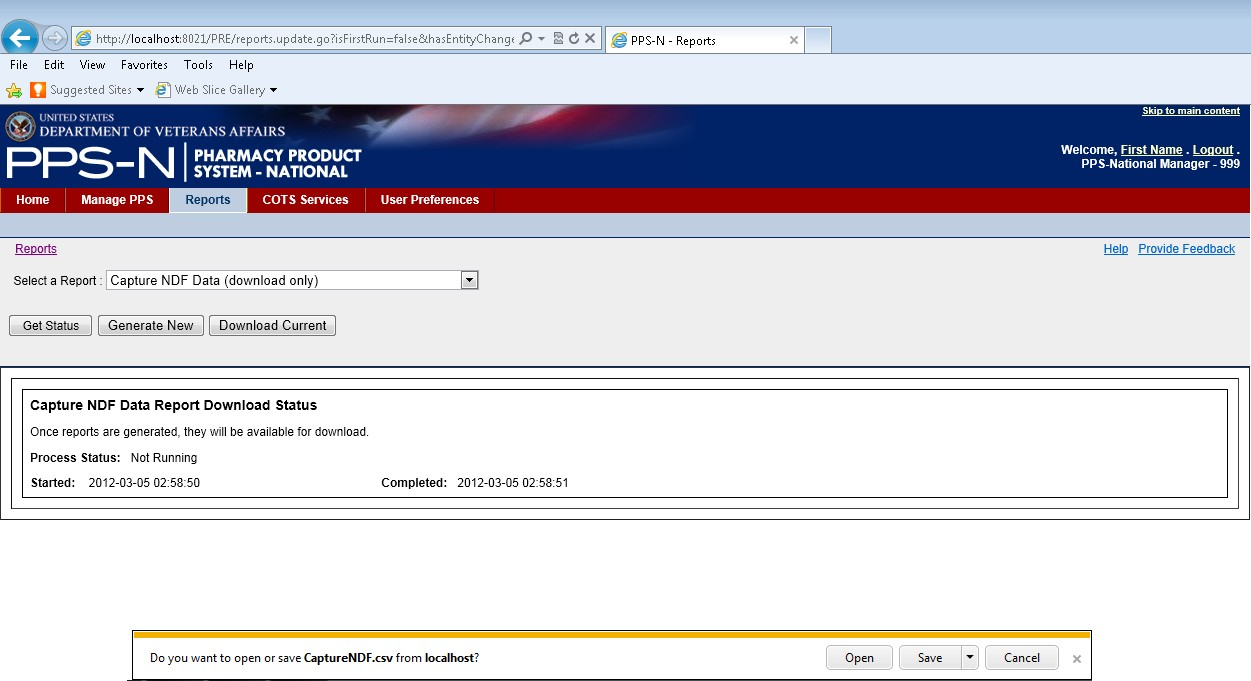 http://localhost:8021/PRE/reports.update.go?isFirstRun=false&hasEntityChange
PPS-N - Reports
File Edit View Favorites Tools Help
Suggested Sites Web Slice Gallery
Skip to main content
UNITED STATES
DEPARTMENT OF VETERANS AFFAIRS
PPS-N PHARMACY PRODUCT
SYSTEM - NATIONAL
Welcome, First Name . Logout .
PPS-National Manager - 999
Home Manage PPS Reports COTS Services User Preferences
Reports Help Provide Feedback
Select a Report : Capture NDF Data (download only)
Get Status Generate New Download Current
Capture NDF Data Report Download Status
Once reports are generated, they will be available for download.
Process Status: Not Running
Started: 2012-03-05 02:58:50 Completed: 2012-03-05 02:58:51
Do you want to open or save CaptureNDF.csv from localhost? Open Save Cancel